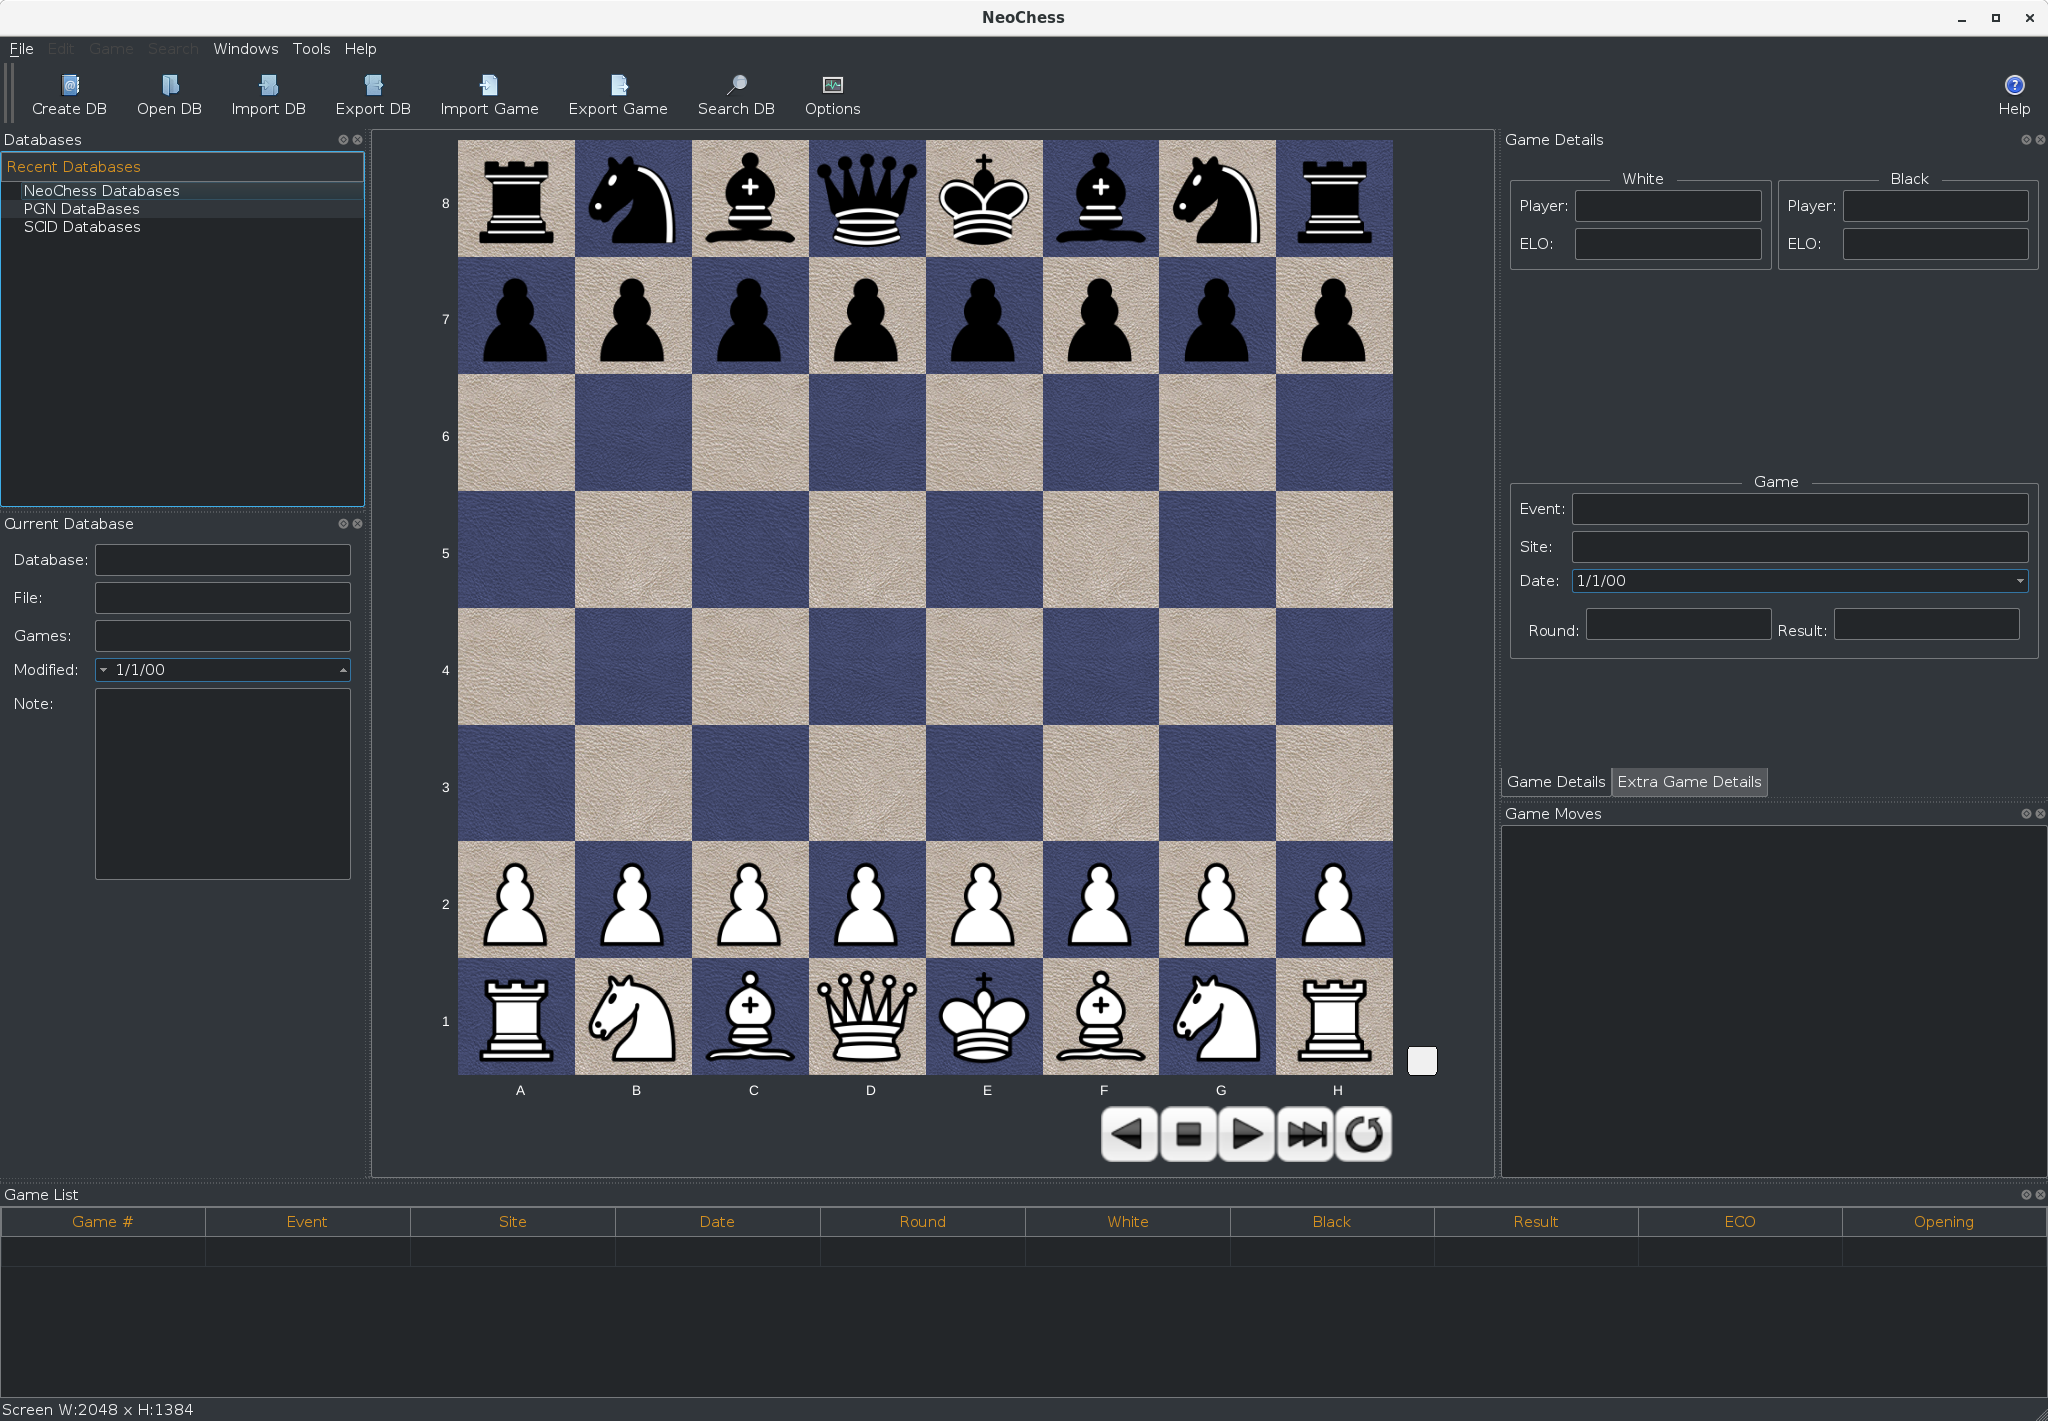 NeoChess
File Edit Game Search Windows Tools Help
Create DB Open DB Import DB Export DB Import Game Export Game Search DB Options Help
Databases
Recent Databases
NeoChess Databases
PGN DataBases
SCID Databases
Current Database
Database:
File:
Games:
Modified: 1/1/00
Note:
8
7
6
5
4
3
2
1
A B C D E F G H
Game Details
White Black
Player: Player:
ELO: ELO:
Game
Event:
Site:
Date: 1/1/00
Round: Result:
Game Details Extra Game Details
Game Moves
Game List
Game # Event Site Date Round White Black Result ECO Opening
Screen W:2048 x H:1384